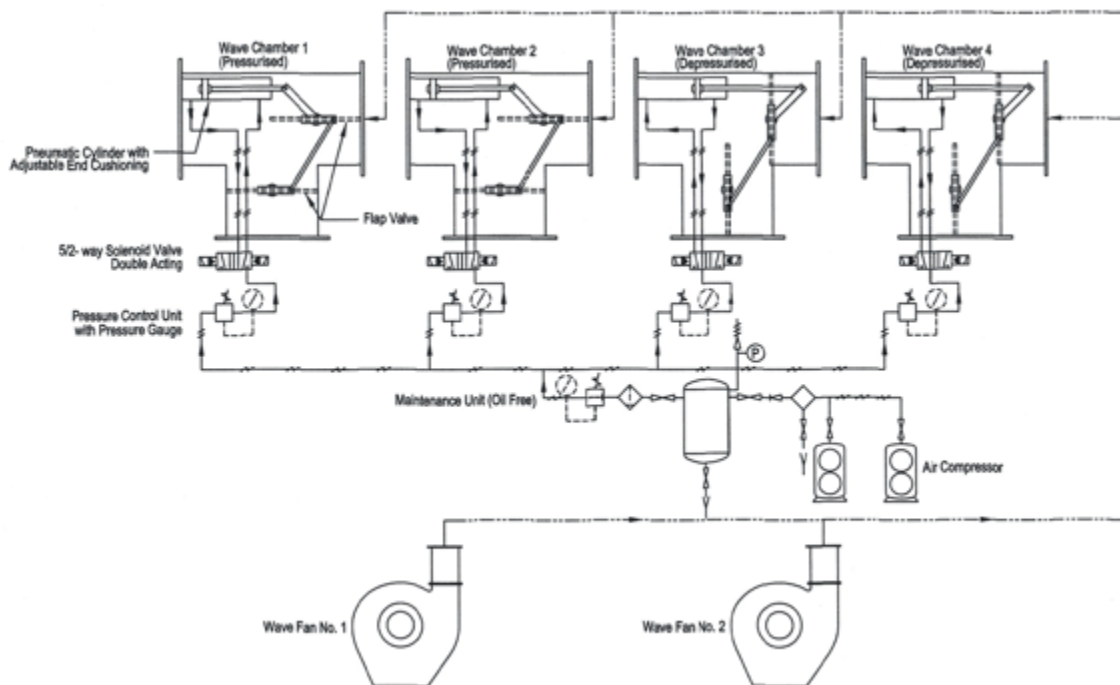 Wave Chamber 1
(Pressurised)
Wave Chamber 2
(Pressurised)
Wave Chamber 3
(Depressurised)
Wave Chamber 4
(Depressurised)
Pneumatic Cylinder with
Adjustable End Cushioning
Flap Valve
5/2- way Solenoid Valve
Double Acting
Pressure Control Unit
with Pressure Gauge
P
Maintenance Unit (Oil Free)
Air Compressor
Wave Fan No. 1
Wave Fan No. 2